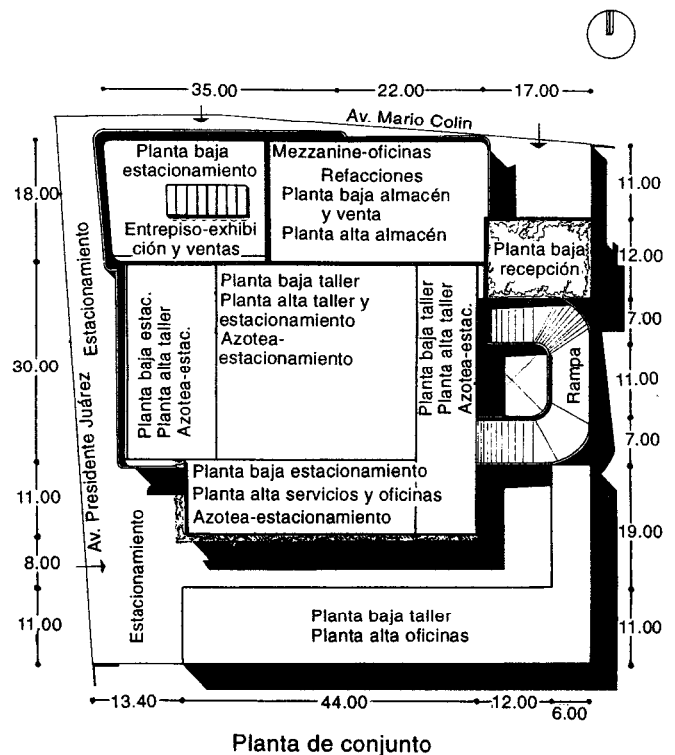 35.00
22.00
17.00
Av. Mario Colin
Planta baja
estacionamiento
Entrepiso-exhibi
ción y ventas
Mezzanine-oficinas
Refacciones
Planta baja almacén
y venta
Planta alta almacén
Planta baja
recepción
18.00
30.00
11.00
8.00
11.00
Av. Presidente Juárez
Estacionamiento
Estacionamiento
Planta baja estac.
Planta alta taller
Azotea-estac.
Planta baja taller
Planta alta taller y
estacionamiento
Azotea-
estacionamiento
Planta baja taller
Planta alta taller
Azotea-estac.
Rampa
11.00
12.00
7.00
11.00
7.00
19.00
11.00
Planta baja estacionamiento
Planta alta servicios y oficinas
Azotea-estacionamiento
Planta baja taller
Planta alta oficinas
13.40
44.00
12.00
6.00
Planta de conjunto